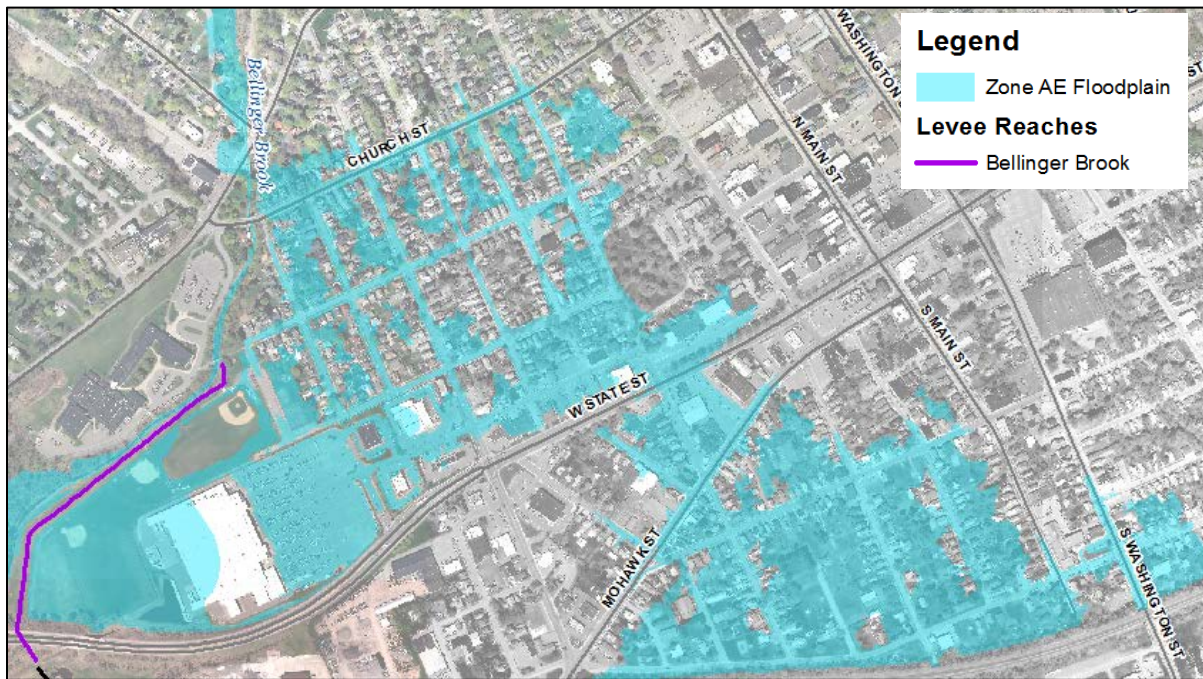 WASHINGTON S
Legend
Zone AE Floodplain
Levee Reaches
Bellinger Brook
ST
Bellinger Brook
CHURCH ST
N MAIN ST
S MAIN ST
W STATE ST
MOHAWK ST
S WASHINGTON ST